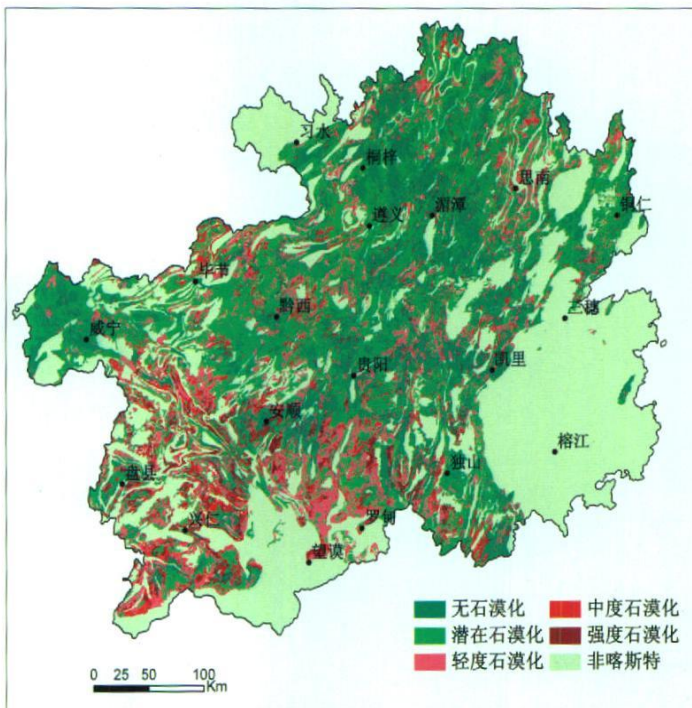 习水
桐梓
思南
铜仁
湄潭
遵义
毕节
三穗
黔西
威宁
凯里
贵阳
安顺
榕江
独山
盘县
罗甸
兴仁
望谟
无石漠化 中度石漠化
潜在石漠化 强度石漠化
轻度石漠化 非喀斯特
0 25 50 100
Km